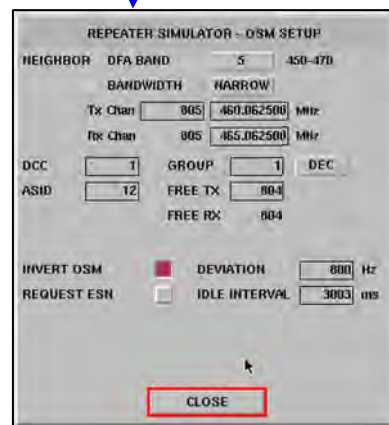 REPEATER SIMULATOR - OSM SETUP
NEIGHBOR DFA BAND 5 450-470
BANDWIDTH NARROW
Tx Chan 805 460.062500 MHz
Rx Chan 805 465.062500 MHz
DCC 1 GROUP 1 DEC
ASID 12 FREE TX 804
FREE RX 804
INVERT OSM DEVIATION 800 Hz
REQUEST ESN IDLE INTERVAL 3003 ms
CLOSE